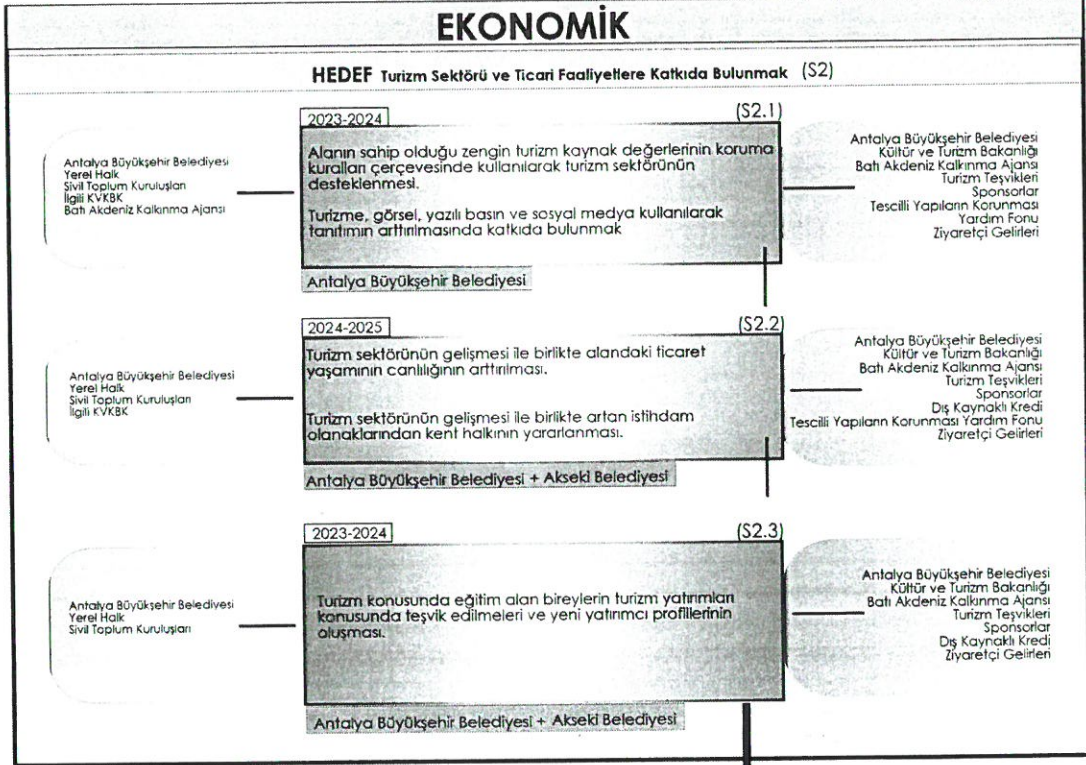 EKONOMİK
HEDEF Turizm Sektörü ve Ticari Faaliyetlere Katkıda Bulunmak (S2)
2023-2024
(S2.1)
Antalya Büyükşehir Belediyesi
Yerel Halk
Sivil Toplum Kuruluşları
İlgili KVKBK
Batı Akdeniz Kalkınma Ajansı
Alanın sahip olduğu zengin turizm kaynak değerlerinin koruma
kuralları çerçevesinde kullanılarak turizm sektörünün
desteklenmesi.
Turizme, görsel, yazılı basın ve sosyal medya kullanılarak
tanıtımın arttırılmasında katkıda bulunmak
Antalya Büyükşehir Belediyesi
Antalya Büyükşehir Belediyesi
Kültür ve Turizm Bakanlığı
Batı Akdeniz Kalkınma Ajansı
Turizm Teşvikleri
Sponsorlar
Tescilli Yapıların Korunması
Yardım Fonu
Ziyaretçi Gelirleri
2024-2025
(S2.2)
Antalya Büyükşehir Belediyesi
Yerel Halk
Sivil Toplum Kuruluşları
İlgili KVKBK
Turizm sektörünün gelişmesi ile birlikte alandaki ticaret
yaşamının canlılığının arttırılması.
Turizm sektörünün gelişmesi ile birlikte artan istihdam
olanaklarından kent halkının yararlanması.
Antalya Büyükşehir Belediyesi + Akseki Belediyesi
Antalya Büyükşehir Belediyesi
Kültür ve Turizm Bakanlığı
Batı Akdeniz Kalkınma Ajansı
Turizm Teşvikleri
Sponsorlar
Dış Kaynaklı Kredi
Tescilli Yapıların Korunması Yardım Fonu
Ziyaretçi Gelirleri
2023-2024
(S2.3)
Antalya Büyükşehir Belediyesi
Yerel Halk
Sivil Toplum Kuruluşları
Turizm konusunda eğitim alan bireylerin turizm yatırımları
konusunda teşvik edilmeleri ve yeni yatırımcı profillerinin
oluşması.
Antalya Büyükşehir Belediyesi + Akseki Belediyesi
Antalya Büyükşehir Belediyesi
Kültür ve Turizm Bakanlığı
Batı Akdeniz Kalkınma Ajansı
Turizm Teşvikleri
Sponsorlar
Dış Kaynaklı Kredi
Ziyaretçi Gelirleri